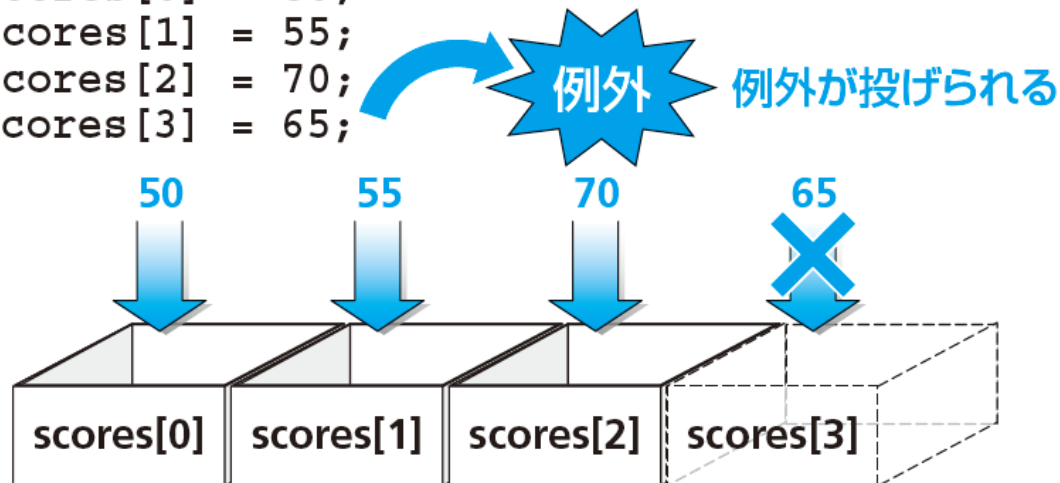 cores[1] = 55;
cores[2] = 70;
cores[3] = 65;
例外
例外が投げられる
50 55 70 65
scores[0] scores[1] scores[2] scores[3]